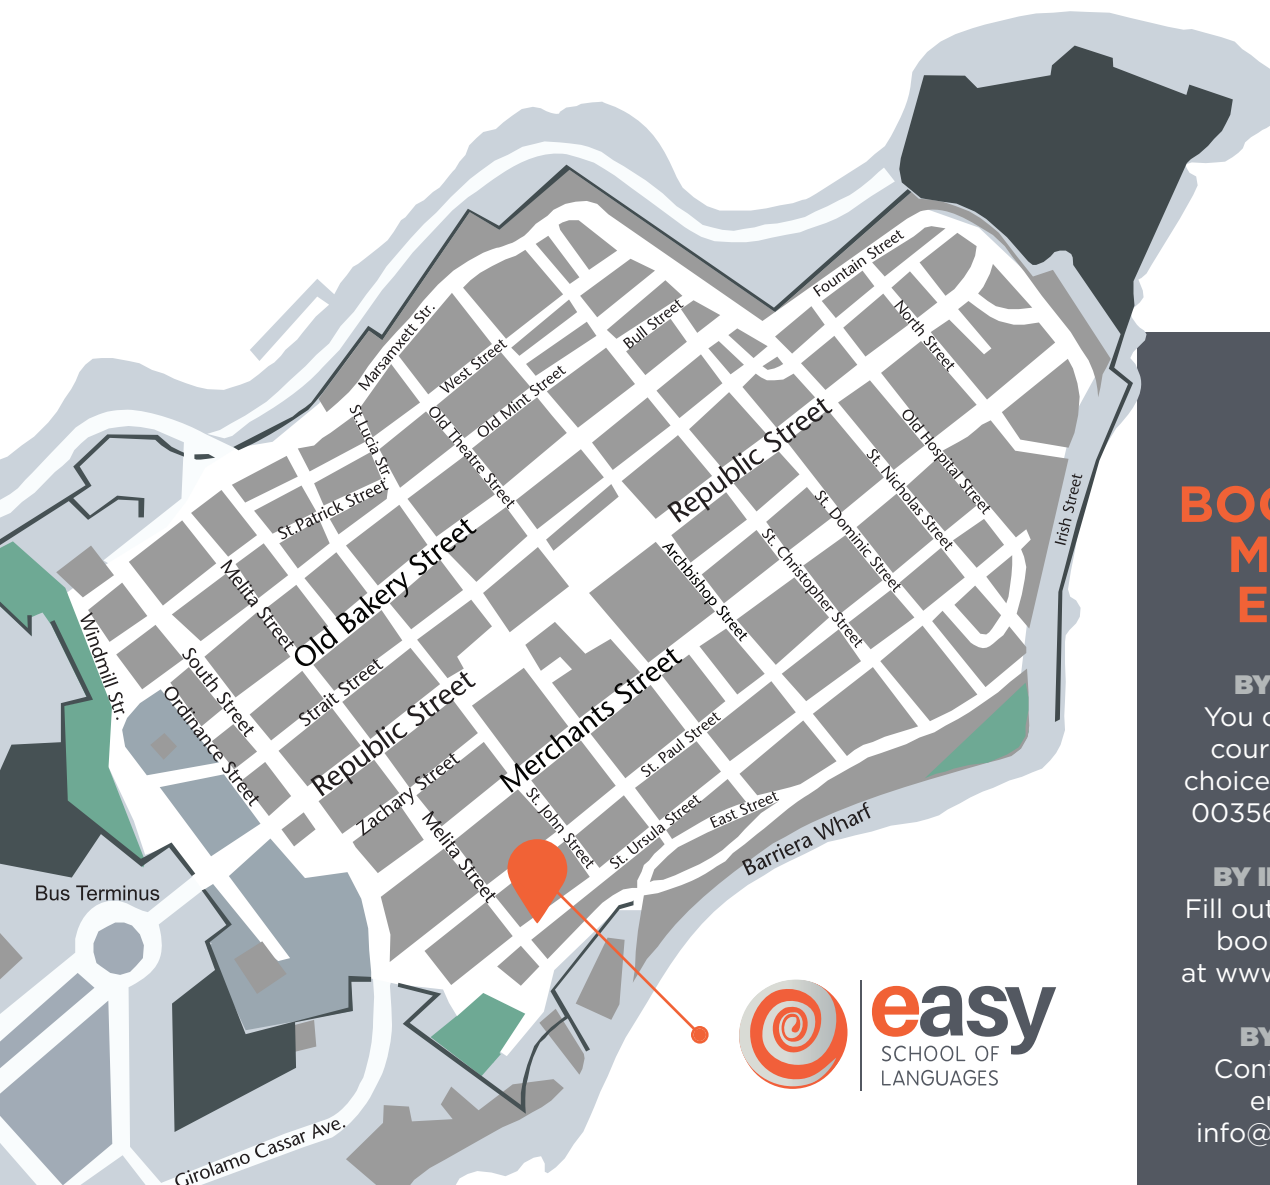 Fountain Street
North Street
Bull Street
Marsamxett Str.
West Street
Old Mint Street
St.Lucia Str.
Old Theatre Street
St.Patrick Street
Republic Street
Old Hospital Street
St. Nicholas Street
St. Dominic Street
St. Christopher Street
Archbishop Street
Irish Street
Old Bakery Street
Melita Street
Windmill Str.
South Street
Ordinance Street
Strait Street
Republic Street
Merchants Street
Zachary Street
St. Paul Street
St. John Street
Melita Street
St. Ursula Street
East Street
Barriera Wharf
Bus Terminus
Girolamo Cassar Ave.
easy
SCHOOL OF
LANGUAGES
M
E
BY
You
cour
choice
00356
BY I
Fill out
boo
at www
BY
Con
info@